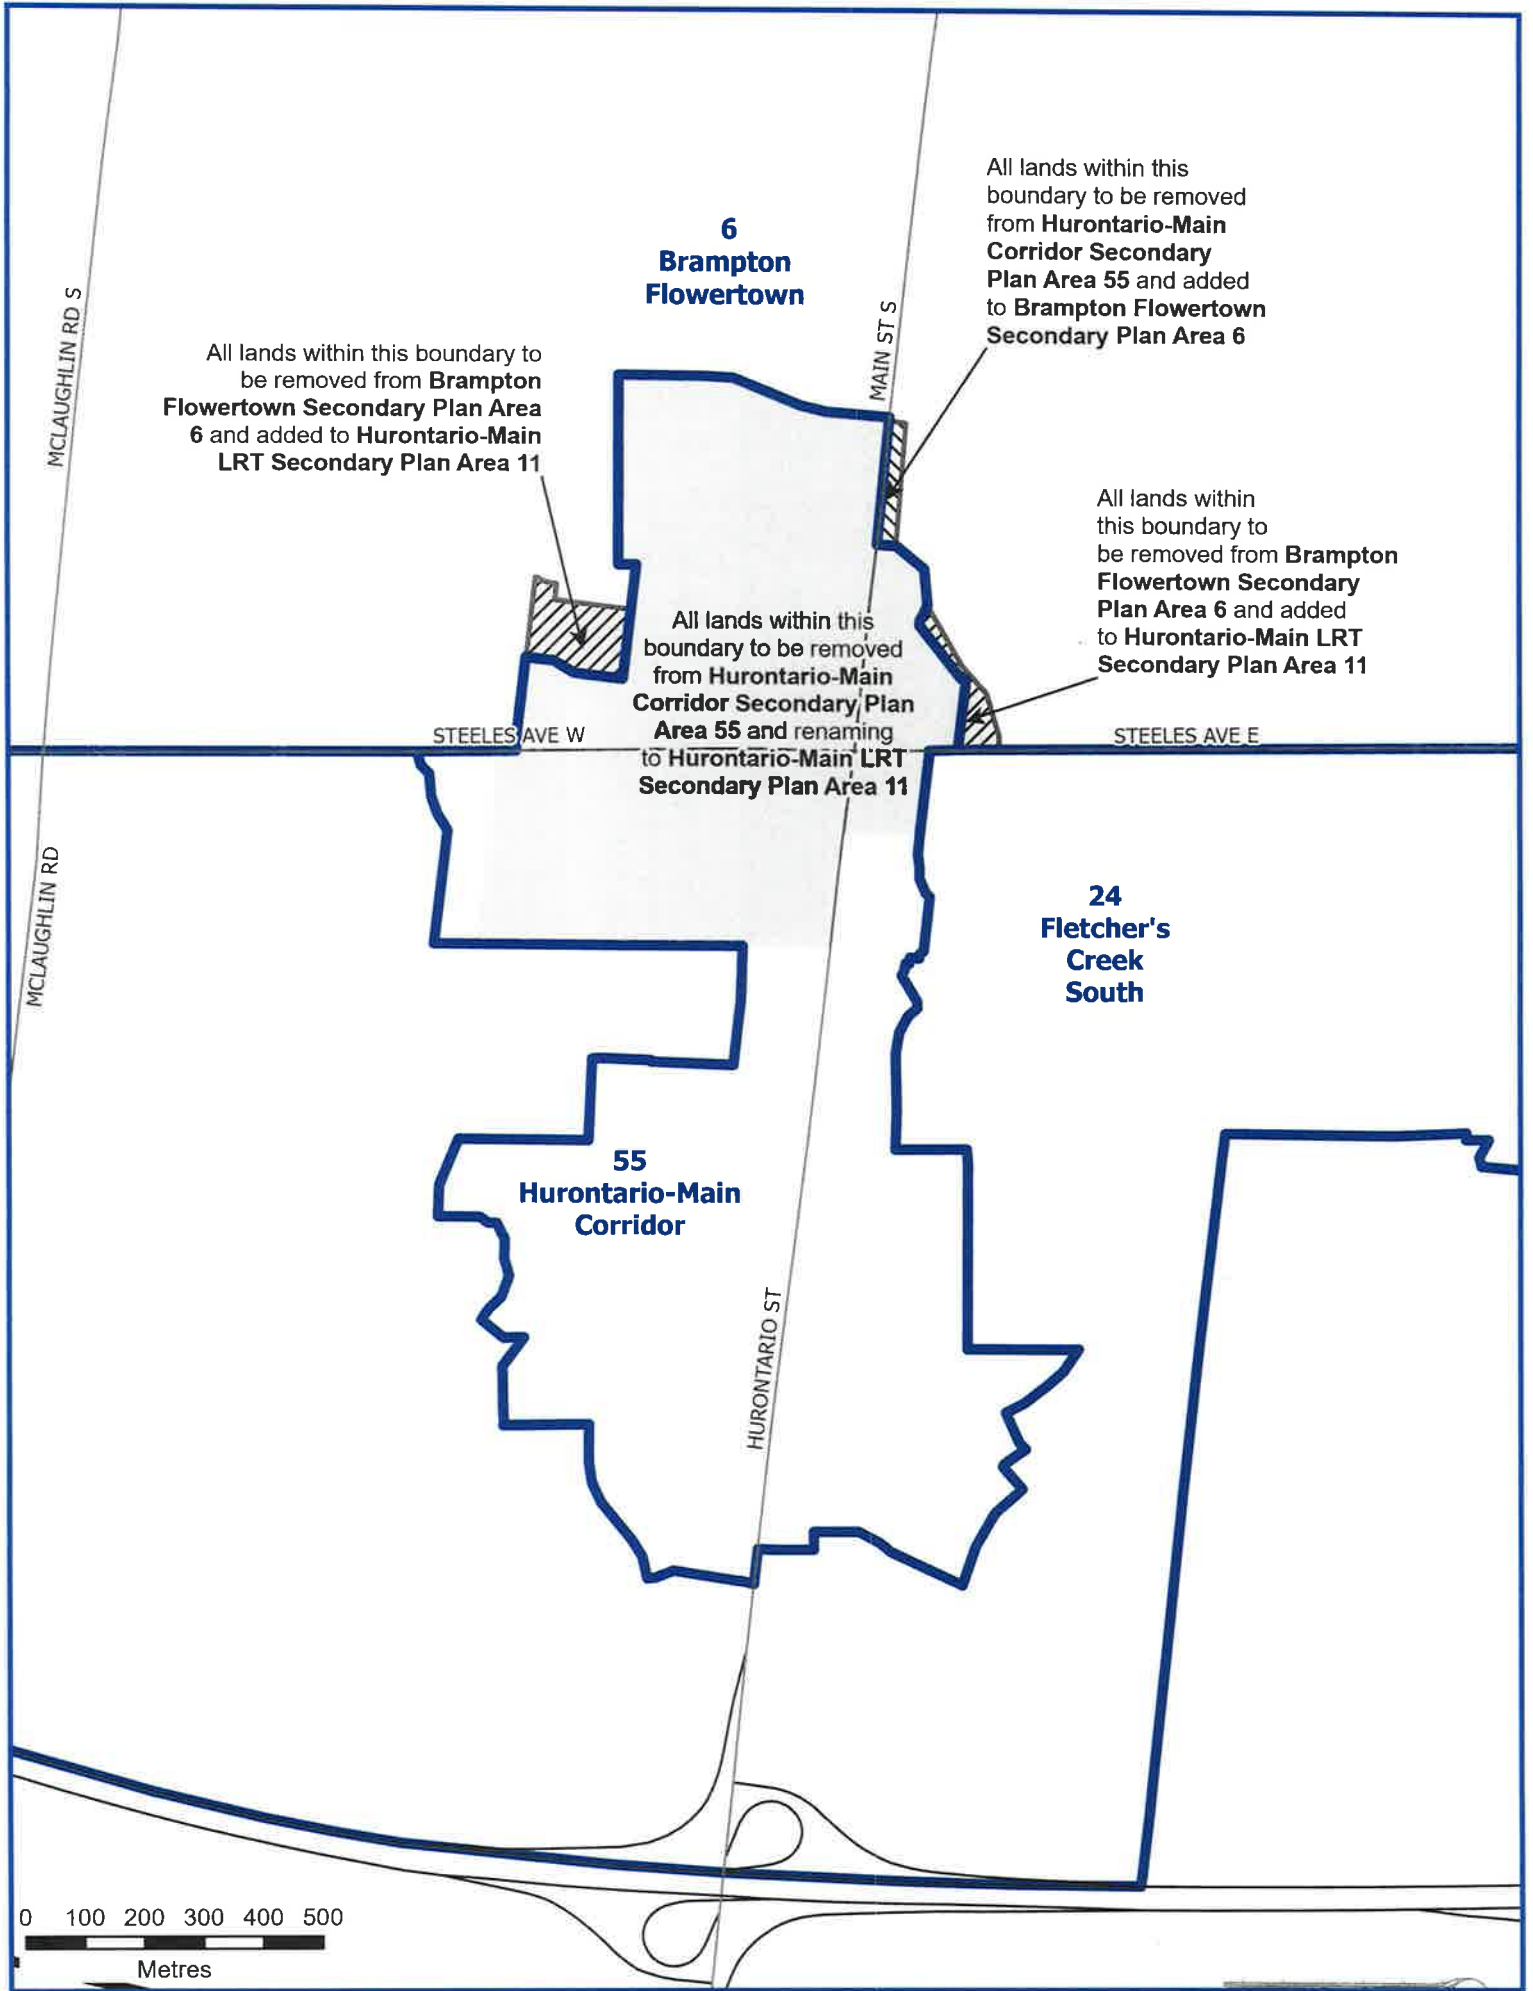 MCLAUGHLIN RD S
6
Brampton
Flowertown
MAIN ST S
All lands within this
boundary to be removed
from Hurontario-Main
Corridor Secondary
Plan Area 55 and added
to Brampton Flowertown
Secondary Plan Area 6
All lands within this boundary to
be removed from Brampton
Flowertown Secondary Plan Area
6 and added to Hurontario-Main
LRT Secondary Plan Area 11
All lands within
this boundary to
be removed from Brampton
Flowertown Secondary
Plan Area 6 and added
to Hurontario-Main LRT
Secondary Plan Area 11
All lands within this
boundary to be removed
from Hurontario-Main
Corridor Secondary Plan
Area 55 and renaming
to Hurontario-Main LRT
Secondary Plan Area 11
STEELES AVE W
STEELES AVE E
MCLAUGHLIN RD
24
Fletcher's
Creek
South
55
Hurontario-Main
Corridor
HURONTARIO ST
0 100 200 300 400 500
Metres